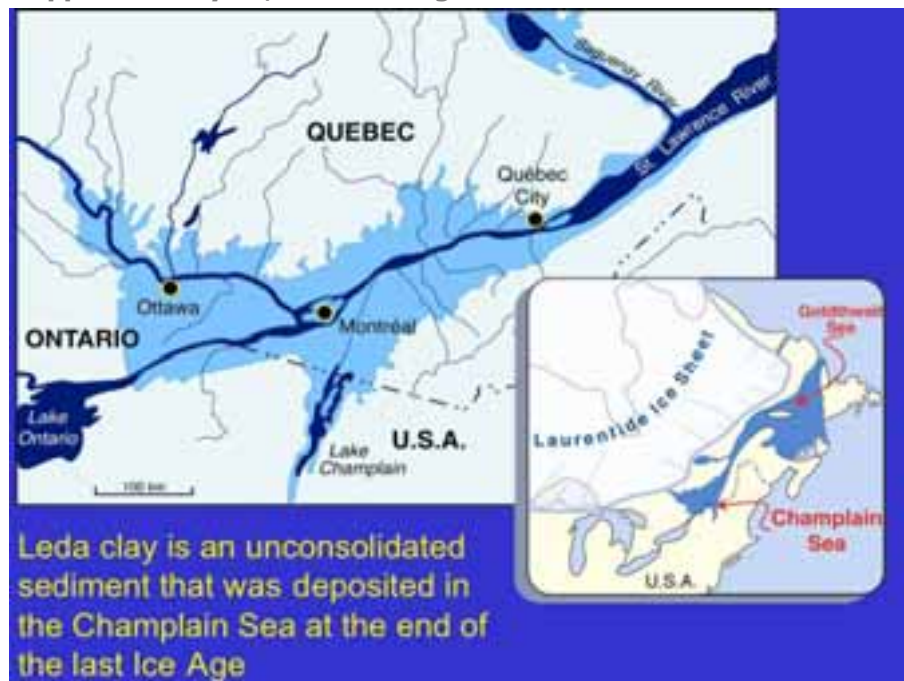 Saguenay River
QUEBEC
St. Lawrence River
Québec
City
Ottawa
Montréal
ONTARIO
Lake
Ontario
U.S.A.
Lake
Champlain
100 km
Goldthwait
Sea
Laurentide Ice Sheet
Champlain
Sea
U.S.A.
Leda clay is an unconsolidated
sediment that was deposited in
the Champlain Sea at the end of
the last Ice Age